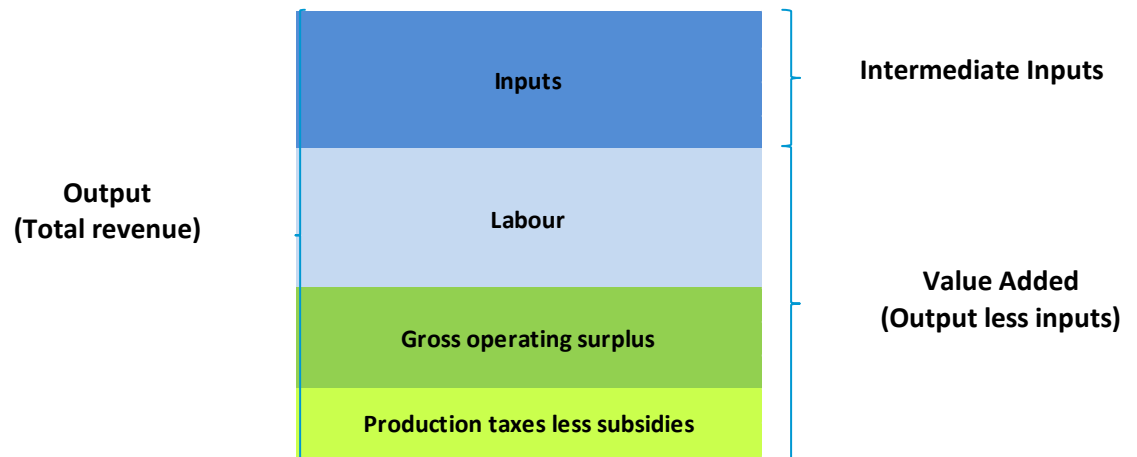 Inputs
Intermediate Inputs
Output
(Total revenue)
Labour
Value Added
(Output less inputs)
Gross operating surplus
Production taxes less subsidies